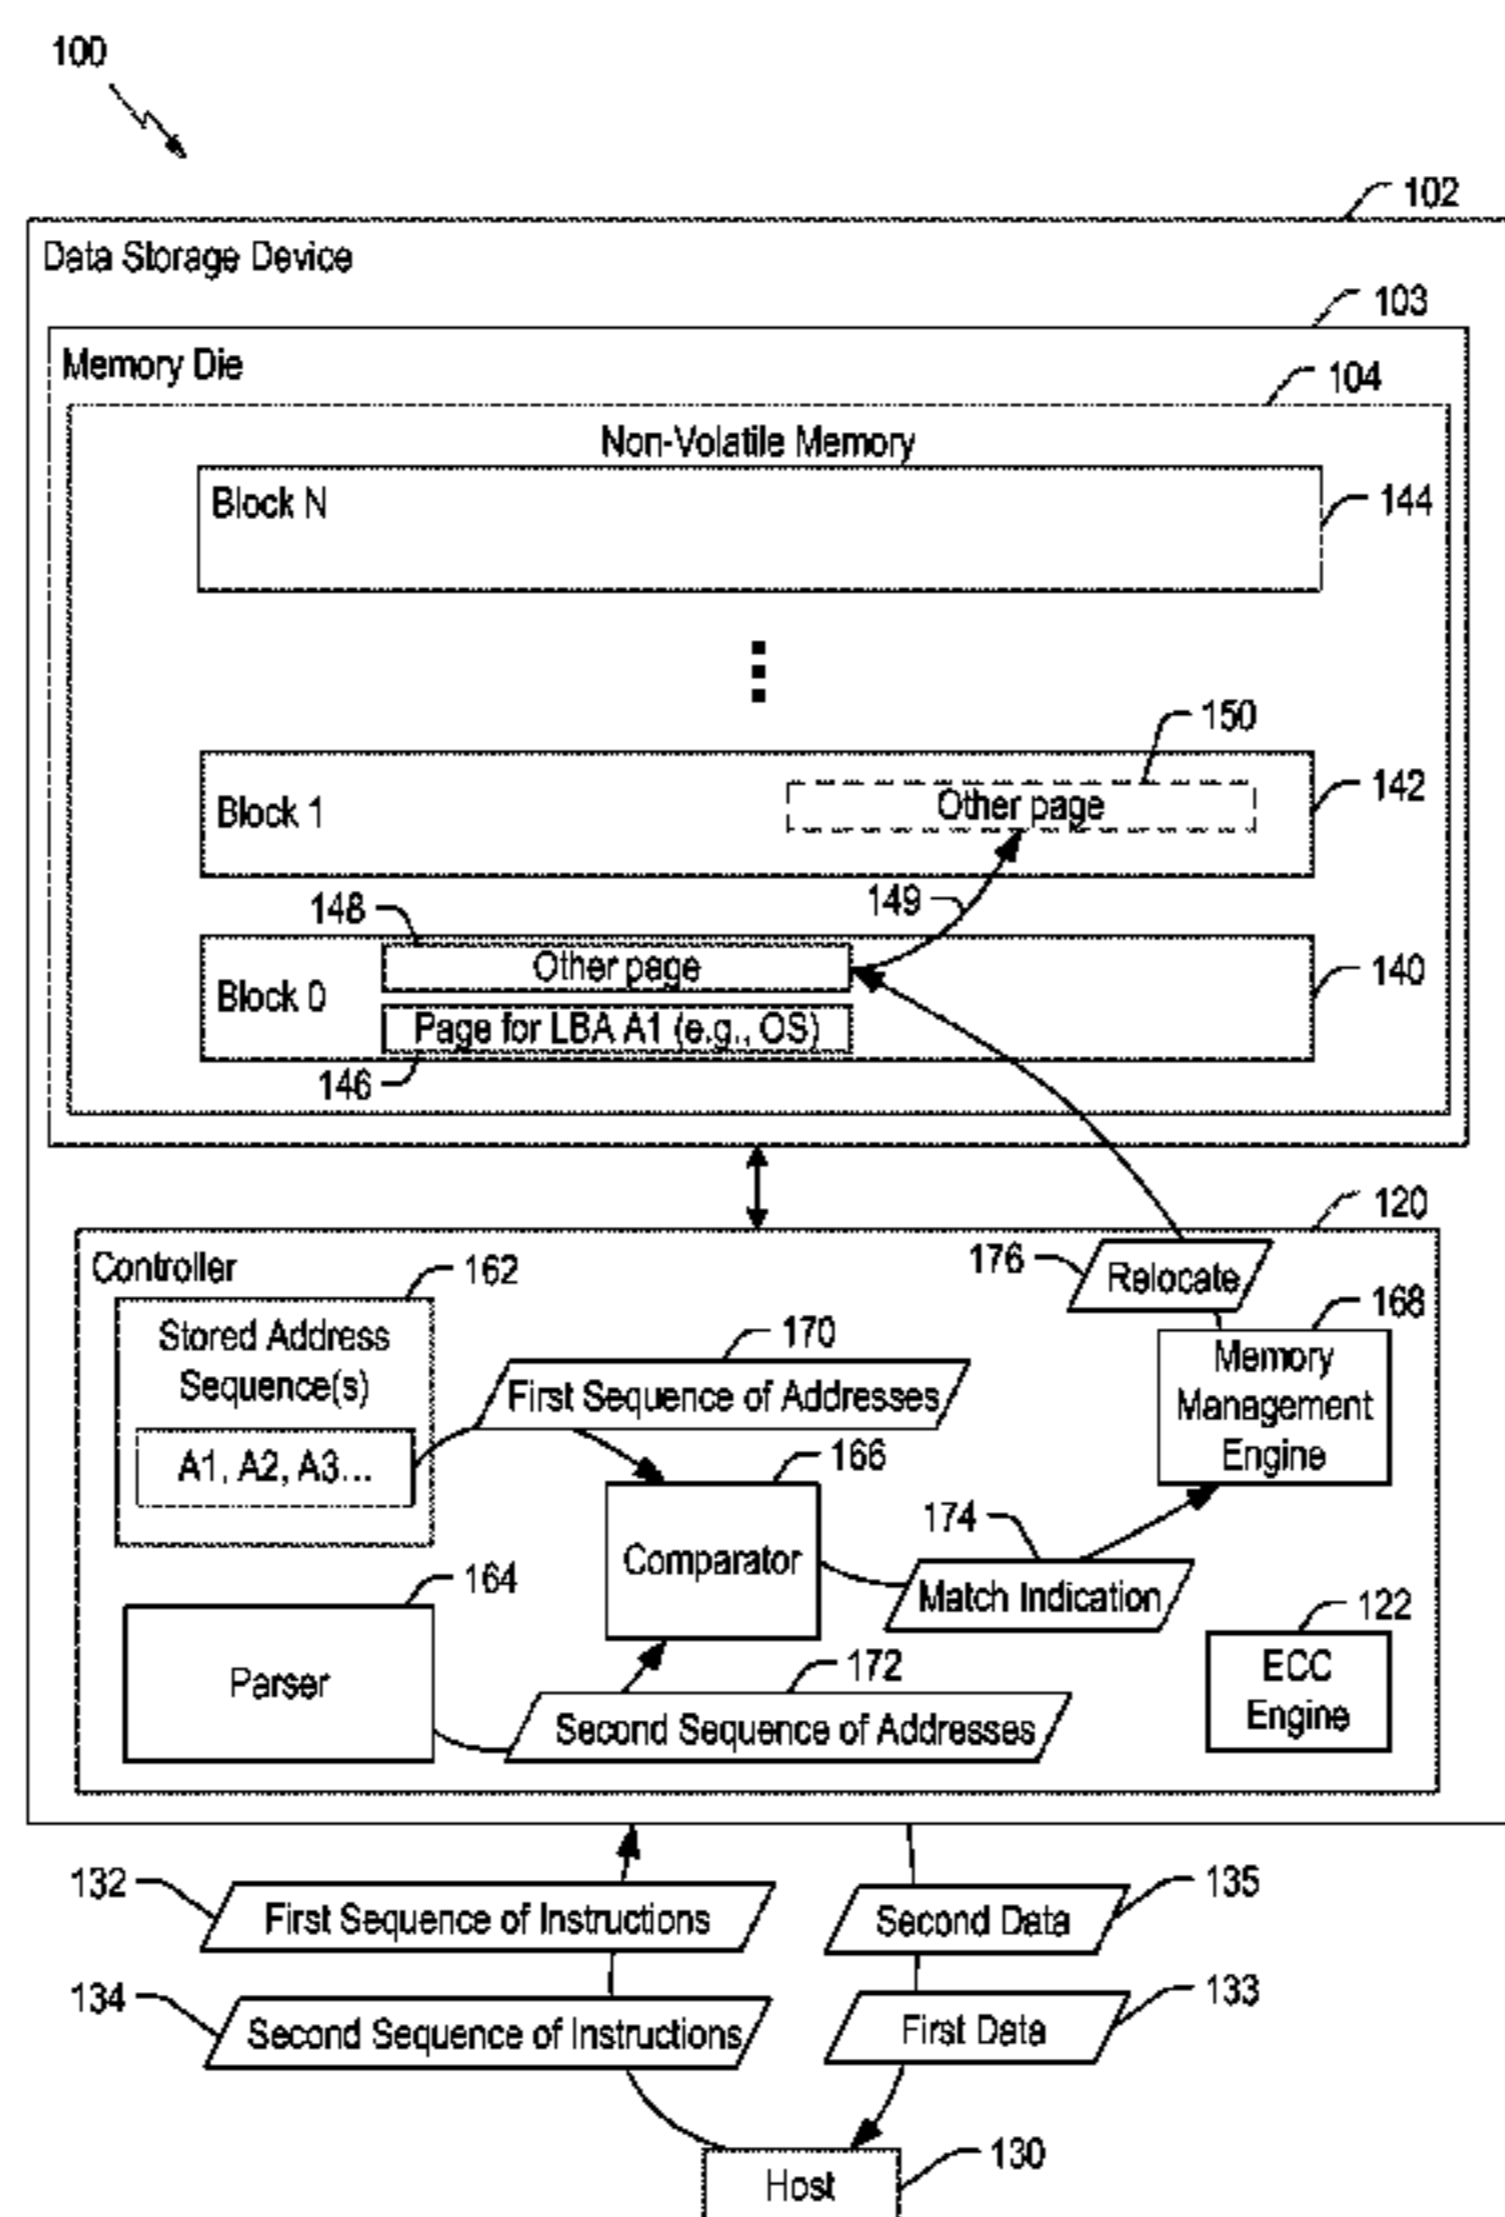 100
102
Data Storage Device
103
Memory Die
104
Non-Volatile Memory
Block N
144
150
Block 1
Other page
142
149
148
Other page
Block 0
140
Page for LBA A1 (e.g., OS)
146
120
Controller
176
Relocate
162
Stored Address
Sequence(s)
A1, A2, A3...
168
Memory
Management
Engine
170
First Sequence of Addresses
166
Comparator
174
Match Indication
164
Parser
172
Second Sequence of Addresses
122
ECC
Engine
132
First Sequence of Instructions
135
Second Data
134
Second Sequence of Instructions
133
First Data
130
Host